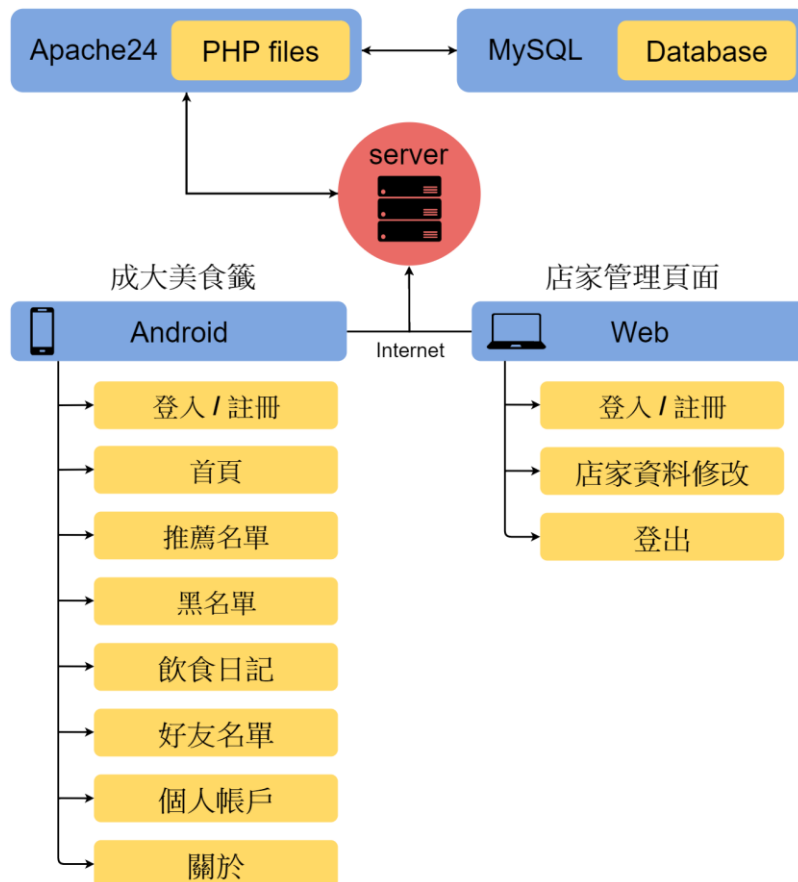 Apache24
PHP files
MySQL
Database
server
成大美食籤
店家管理頁面
Android
Internet
Web
登入 / 註冊
首頁
推薦名單
黑名單
飲食日記
好友名單
個人帳戶
關於
登入 / 註冊
店家資料修改
登出